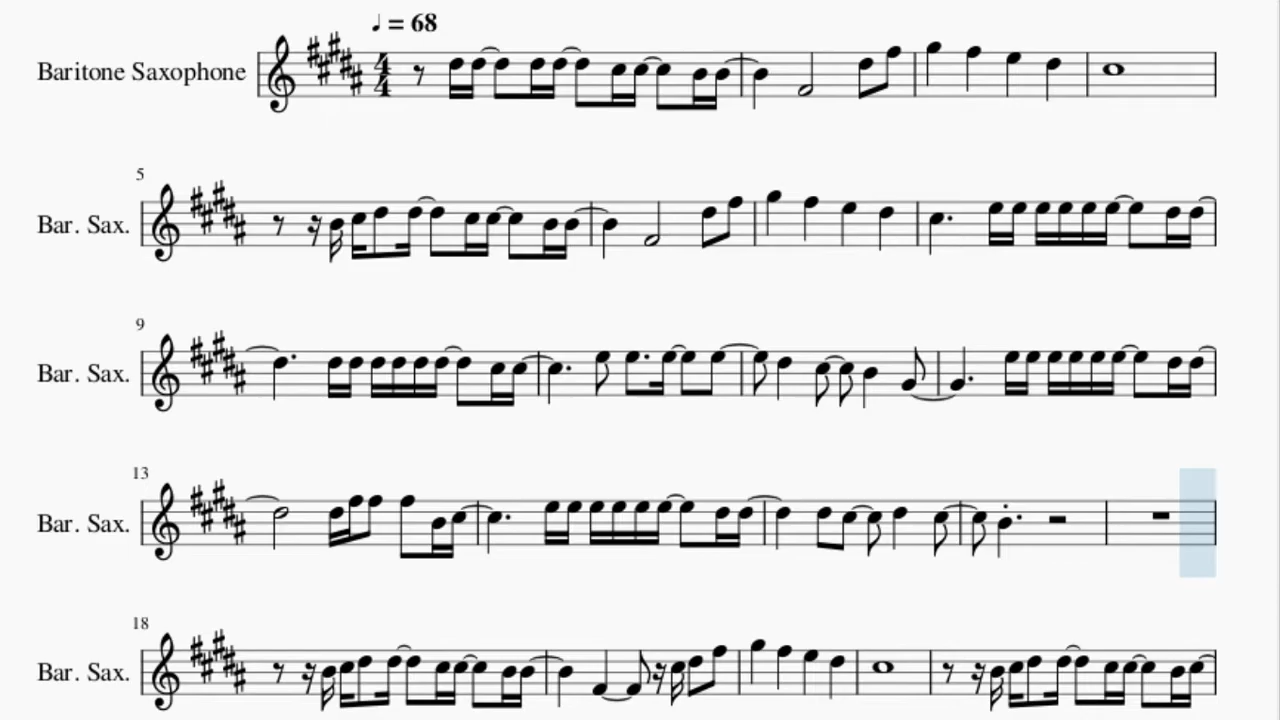 ♩ = 68
Baritone Saxophone
4
4
5
Bar. Sax.
9
Bar. Sax.
13
Bar. Sax.
18
Bar. Sax.